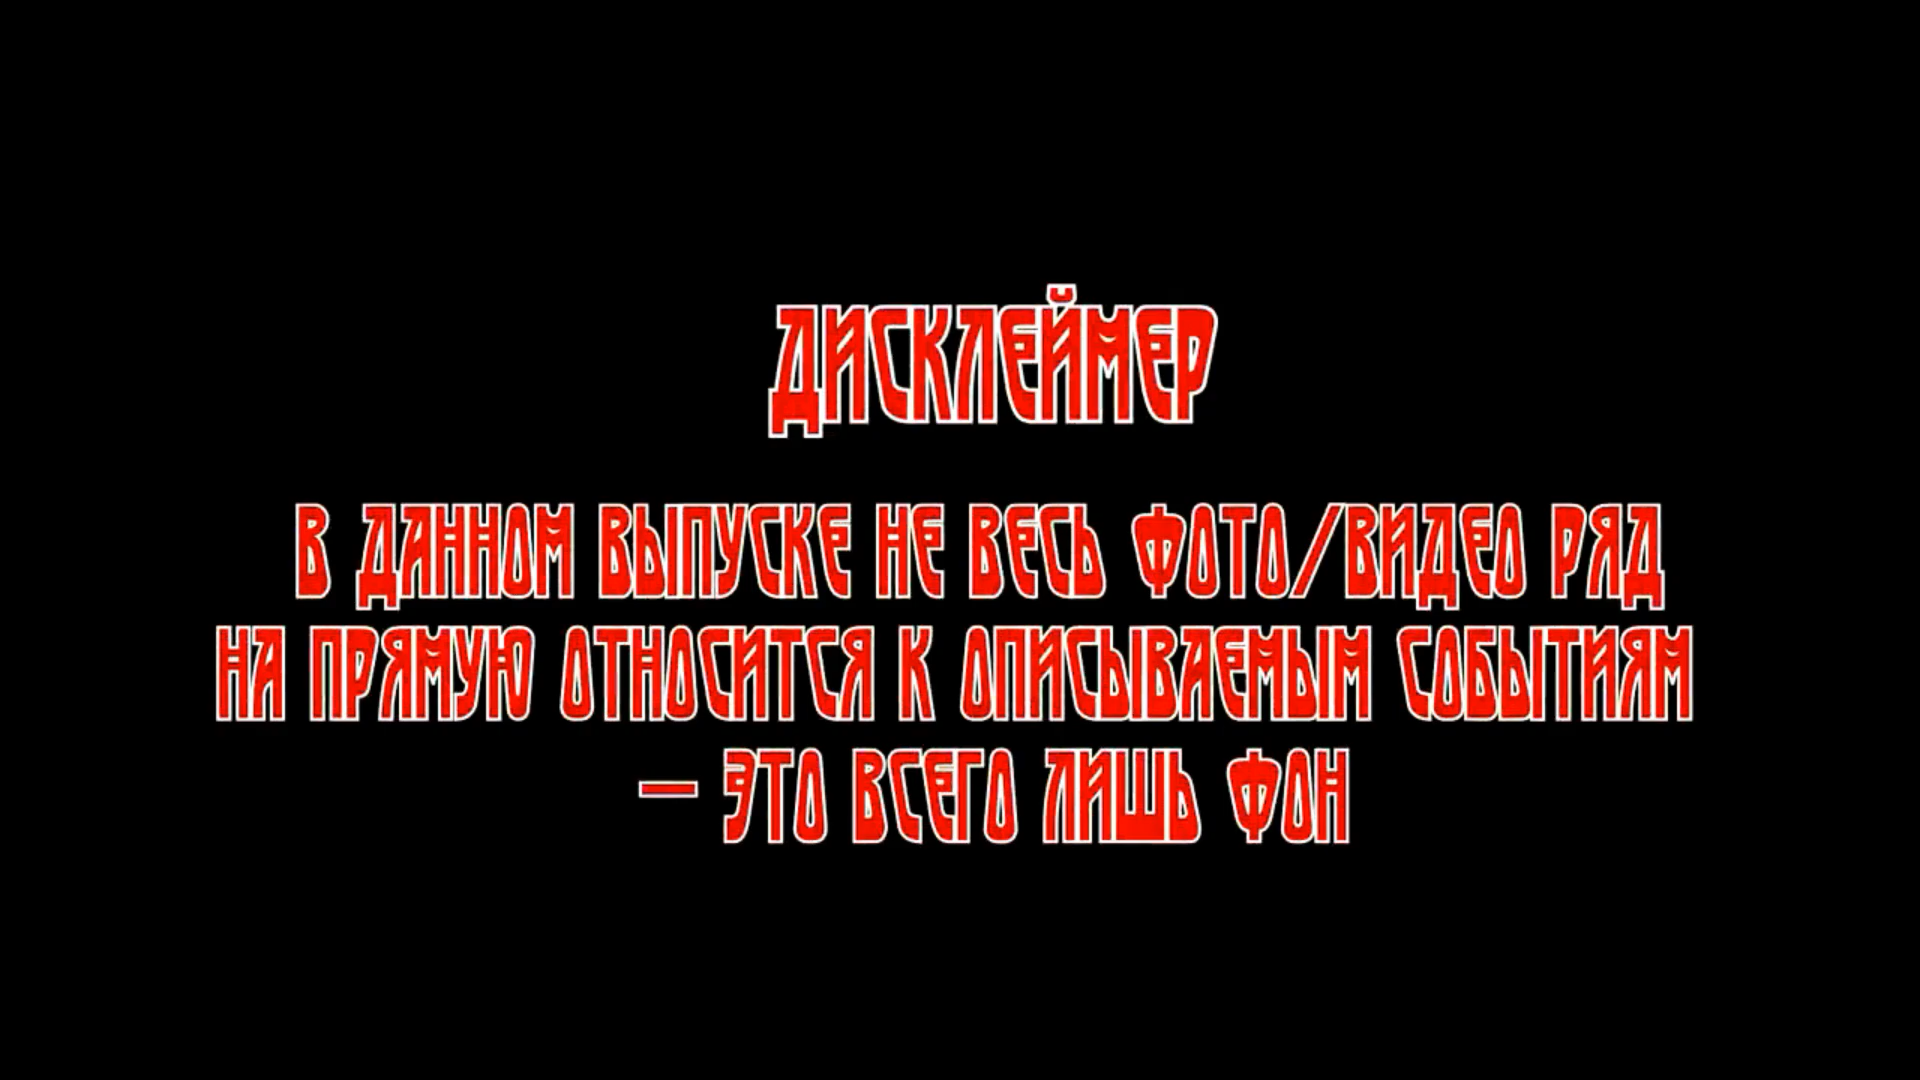 ДИСКЛЕЙМЕР
В ДАННОМ ВЫПУСКЕ НЕ ВЕСЬ ФОТО/ВИДЕО РЯД
НА ПРЯМУЮ ОТНОСИТСЯ К ОПИСЫВАЕМЫМ СОБЫТИЯМ
— ЭТО ВСЕГО ЛИШЬ ФОН